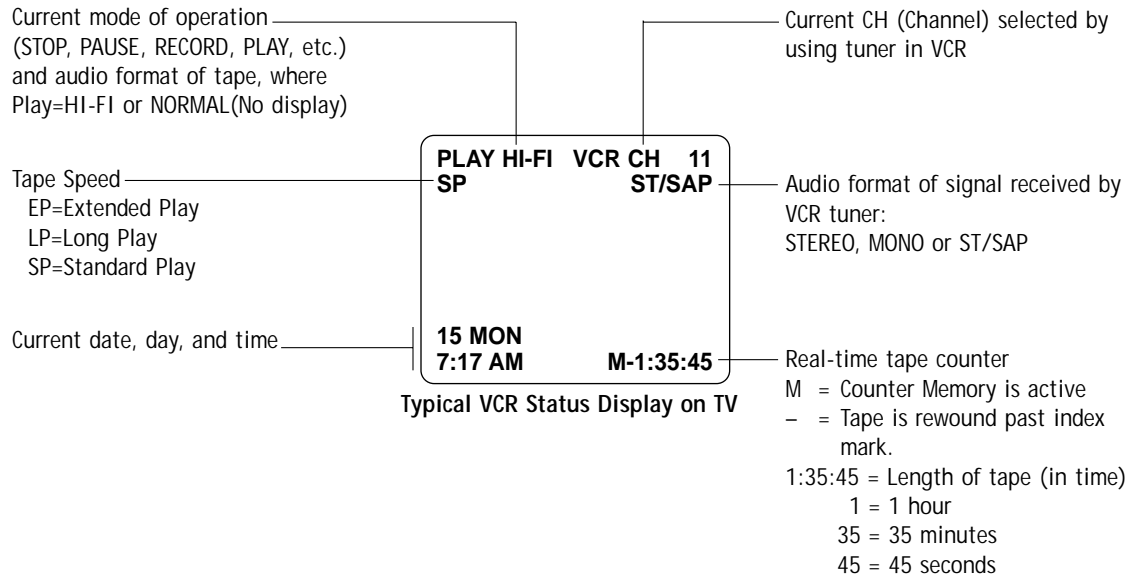 Current mode of operation
(STOP, PAUSE, RECORD, PLAY, etc.)
and audio format of tape, where
Play=HI-FI or NORMAL(No display)
Current CH (Channel) selected by
using tuner in VCR
Tape Speed
EP=Extended Play
LP=Long Play
SP=Standard Play
PLAY HI-FI VCR CH 11
SP ST/SAP
Audio format of signal received by
VCR tuner:
STEREO, MONO or ST/SAP
Current date, day, and time
15 MON
7:17 AM M-1:35:45
Typical VCR Status Display on TV
Real-time tape counter
M = Counter Memory is active
– = Tape is rewound past index
mark.
1:35:45 = Length of tape (in time)
1 = 1 hour
35 = 35 minutes
45 = 45 seconds